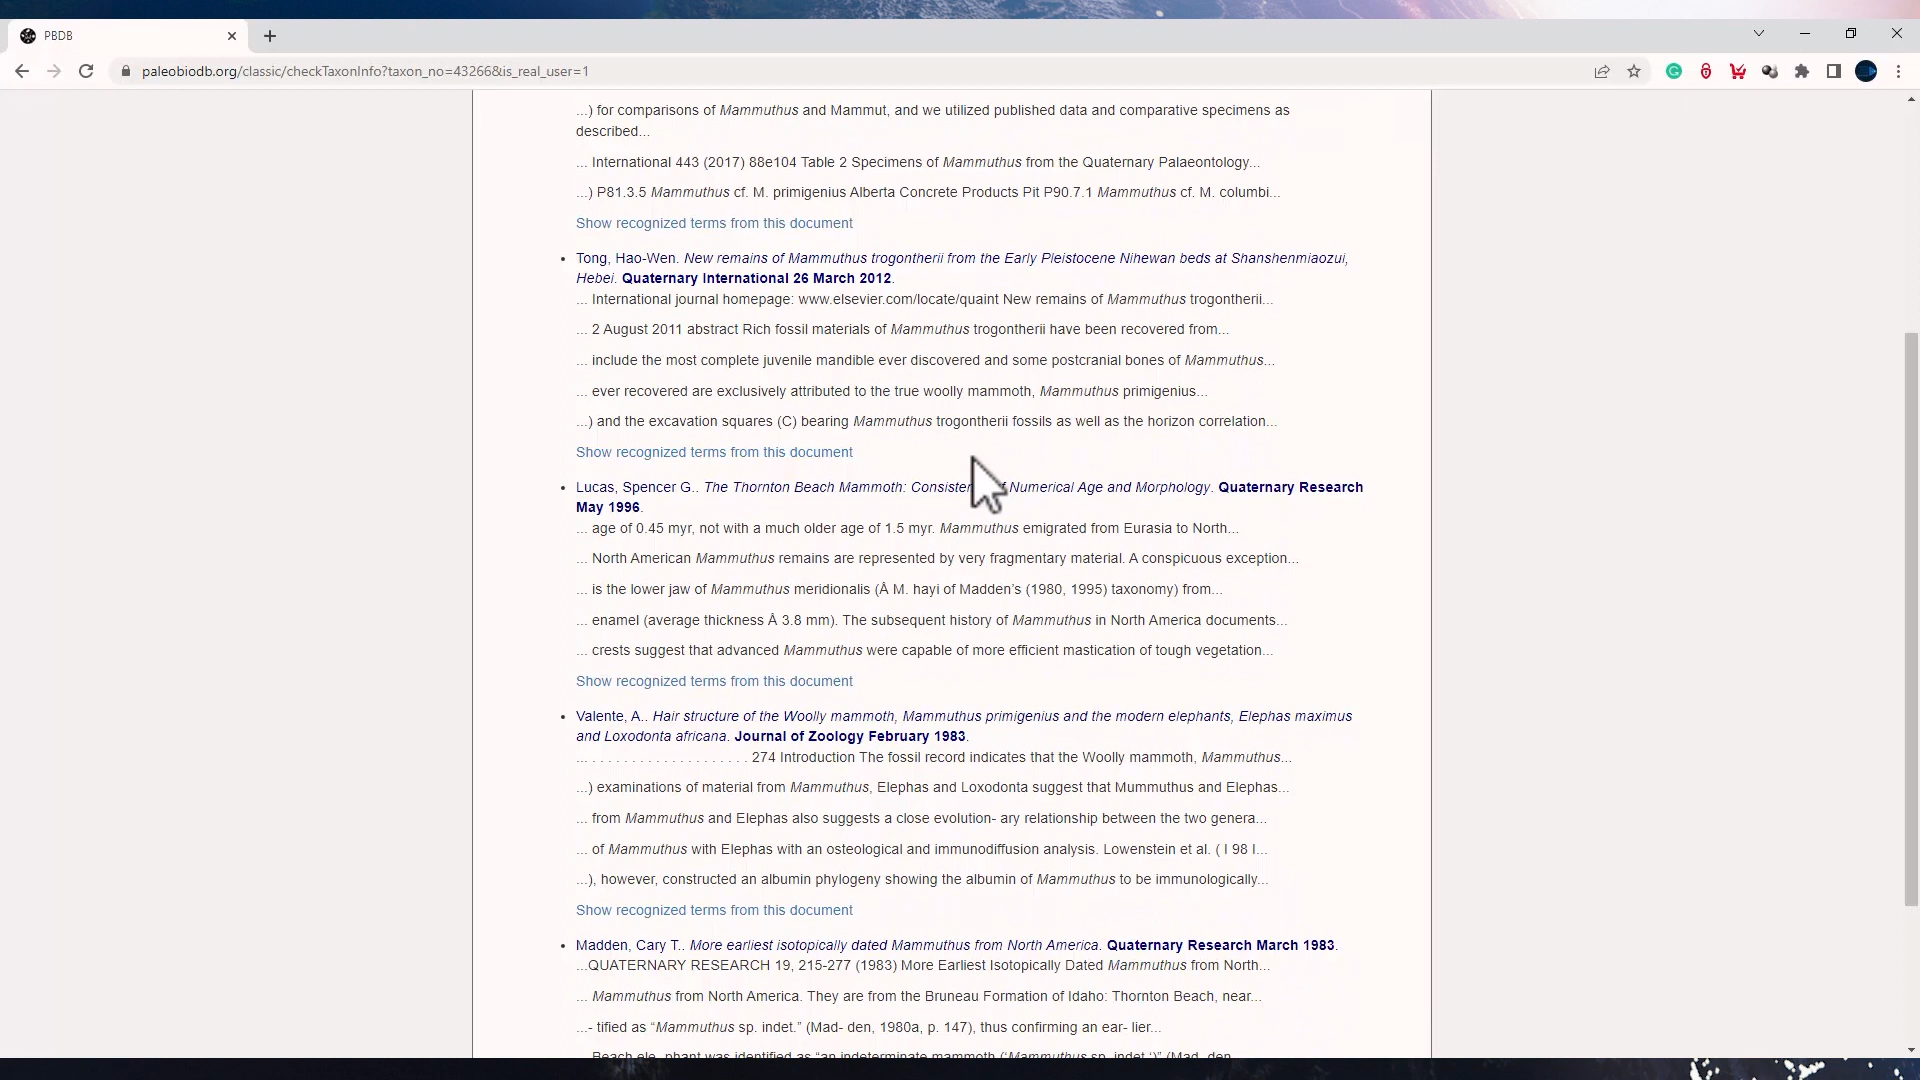 PBDB
paleobiodb.org/classic/checkTaxonInfo?taxon_no=43266&is_real_user=1
...) for comparisons of Mammuthus and Mammut, and we utilized published data and comparative specimens as
described...
... International 443 (2017) 88e104 Table 2 Specimens of Mammuthus from the Quaternary Palaeontology...
...) P81.3.5 Mammuthus cf. M. primigenius Alberta Concrete Products Pit P90.7.1 Mammuthus cf. M. columbi...
Show recognized terms from this document
• Tong, Hao-Wen. New remains of Mammuthus trogontherii from the Early Pleistocene Nihewan beds at Shanshenmiaozui,
Hebei. Quaternary International 26 March 2012.
... International journal homepage: www.elsevier.com/locate/quaint New remains of Mammuthus trogontherii...
... 2 August 2011 abstract Rich fossil materials of Mammuthus trogontherii have been recovered from...
... include the most complete juvenile mandible ever discovered and some postcranial bones of Mammuthus...
... ever recovered are exclusively attributed to the true woolly mammoth, Mammuthus primigenius...
...) and the excavation squares (C) bearing Mammuthus trogontherii fossils as well as the horizon correlation...
Show recognized terms from this document
• Lucas, Spencer G.. The Thornton Beach Mammoth: Consisten Numerical Age and Morphology. Quaternary Research
May 1996.
... age of 0.45 myr, not with a much older age of 1.5 myr. Mammuthus emigrated from Eurasia to North...
... North American Mammuthus remains are represented by very fragmentary material. A conspicuous exception...
... is the lower jaw of Mammuthus meridionalis (Â M. hayi of Madden's (1980, 1995) taxonomy) from...
... enamel (average thickness Â 3.8 mm). The subsequent history of Mammuthus in North America documents...
... crests suggest that advanced Mammuthus were capable of more efficient mastication of tough vegetation...
Show recognized terms from this document
• Valente, A.. Hair structure of the Woolly mammoth, Mammuthus primigenius and the modern elephants, Elephas maximus
and Loxodonta africana. Journal of Zoology February 1983.
... . . . . . . . . . . . . . . . . . . . . 274 Introduction The fossil record indicates that the Woolly mammoth, Mammuthus...
...) examinations of material from Mammuthus, Elephas and Loxodonta suggest that Mummuthus and Elephas...
... from Mammuthus and Elephas also suggests a close evolution- ary relationship between the two genera...
... of Mammuthus with Elephas with an osteological and immunodiffusion analysis. Lowenstein et al. ( I 98 I...
...), however, constructed an albumin phylogeny showing the albumin of Mammuthus to be immunologically...
Show recognized terms from this document
• Madden, Cary T.. More earliest isotopically dated Mammuthus from North America. Quaternary Research March 1983.
...QUATERNARY RESEARCH 19, 215-277 (1983) More Earliest Isotopically Dated Mammuthus from North...
... Mammuthus from North America. They are from the Bruneau Formation of Idaho: Thornton Beach, near...
...- tified as “Mammuthus sp. indet.” (Mad- den, 1980a, p. 147), thus confirming an ear- lier...
... Beach ele- phant was identified as “an indeterminate mammoth (‘Mammuthus sp. indet.’)” (Mad- den